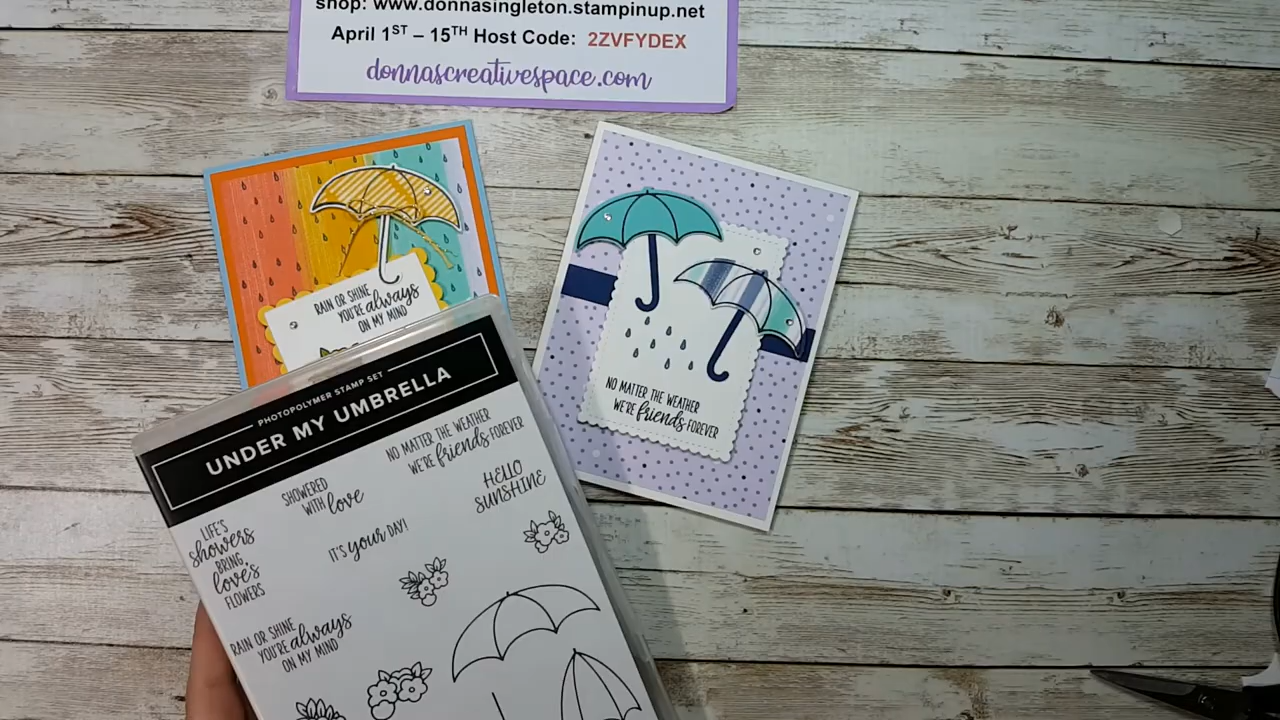 shop: www.donnasingleton.stampinup.net
April 1ST – 15TH Host Code: 2ZVFYDEX
donnascreativespace.com
RAIN OR SHINE
YOU'RE always
ON MY MIND
NO MATTER THE WEATHER
WE'RE friends FOREVER
PHOTOPOLYMER STAMP SET
UNDER MY UMBRELLA
NO MATTER THE WEATHER
WE'RE friends FOREVER
SHOWERED
WITH love
HELLO
SUNSHINE
LIFE'S
showers
BRING
love's
FLOWERS
IT'S your DAY!
RAIN OR SHINE
YOU'RE always
ON MY MIND